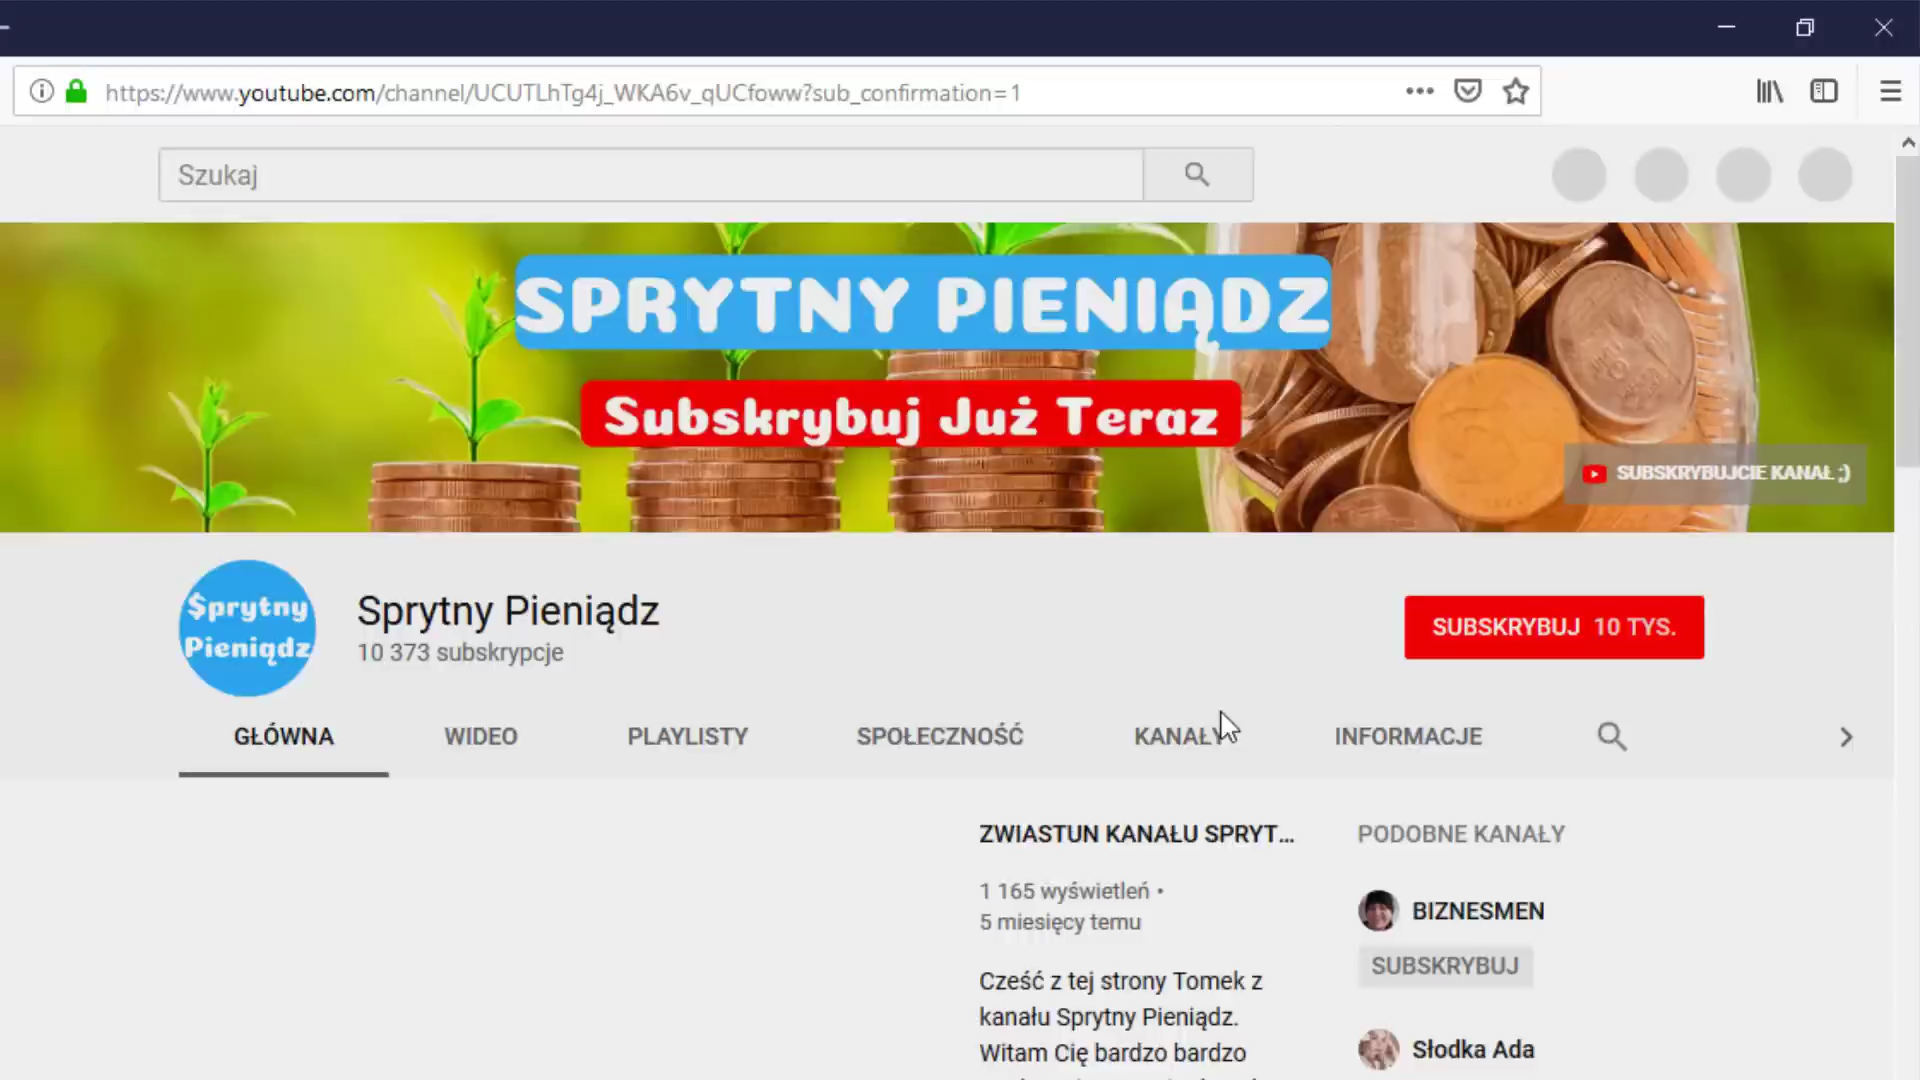 https://www.youtube.com/channel/UCUTLhTg4j_WKA6v_qUCfoww?sub_confirmation=1
Szukaj
SPRYTNY PIENIĄDZ
Subskrybuj Już Teraz
SUBSKRYBUJCIE KANAŁ ;)
$prytny
Pieniądz
Sprytny Pieniądz
10 373 subskrypcje
SUBSKRYBUJ 10 TYS.
GŁÓWNA WIDEO PLAYLISTY SPOŁECZNOŚĆ KANAŁY INFORMACJE
ZWIASTUN KANAŁU SPRYT...
1 165 wyświetleń •
5 miesięcy temu
Cześć z tej strony Tomek z
kanału Sprytny Pieniądz.
Witam Cię bardzo bardzo
PODOBNE KANAŁY
BIZNESMEN
SUBSKRYBUJ
Słodka Ada